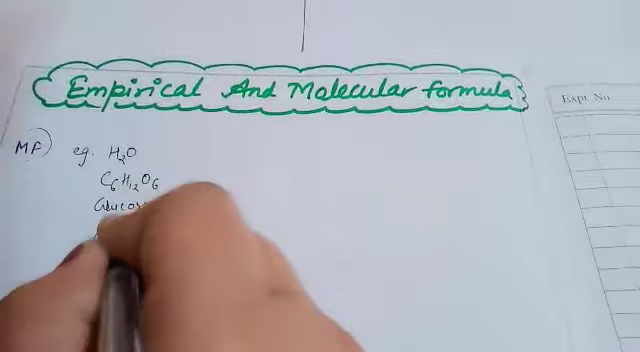 Empirical And Molecular formula
Expt. No
MF) eg. H₂O
C₆H₁₂O₆